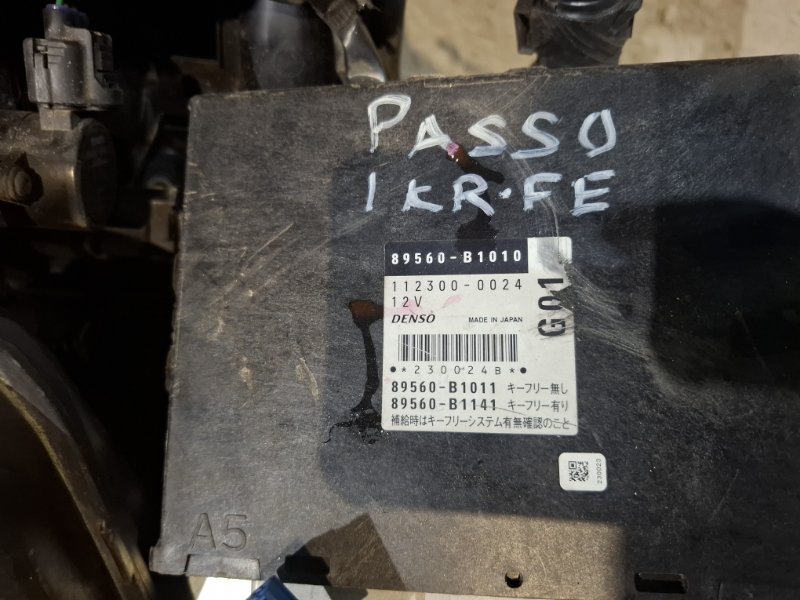 PASSO
1KR-FE
89560-B1010
112300-0024
12V
G01
DENSO MADE IN JAPAN
*230024B*
89560-B1011 キーフリー無し
89560-B1141 キーフリー有り
補給時はキーフリーシステム有無確認のこと
230020
A5